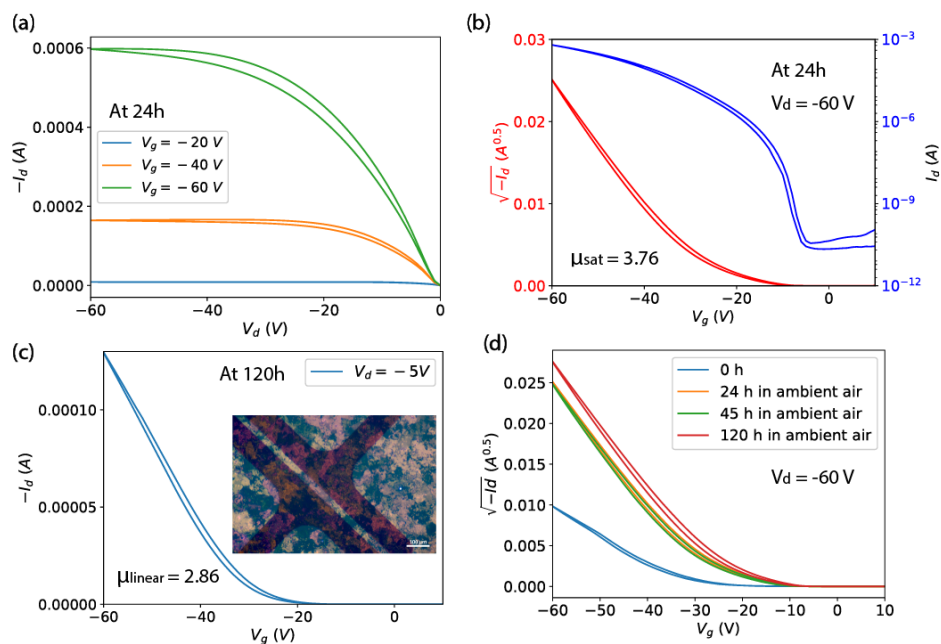 (a)
At 24h
V_g = −20 V
V_g = −40 V
V_g = −60 V
−I_d (A)
0.0006
0.0004
0.0002
0.0000
−60
−40
−20
0
V_d (V)
(b)
At 24h
V_d = -60 V
√−I_d (A^0.5)
0.03
0.02
0.01
0.00
μsat = 3.76
I_d (A)
10^−3
10^−6
10^−9
10^−12
−60
−40
−20
0
V_g (V)
(c)
At 120h
V_d = −5V
−I_d (A)
0.00010
0.00005
0.00000
μlinear = 2.86
100 μm
−60
−40
−20
0
V_g (V)
(d)
0 h
24 h in ambient air
45 h in ambient air
120 h in ambient air
V_d = -60 V
√−Id (A^0.5)
0.025
0.020
0.015
0.010
0.005
0.000
−60
−50
−40
−30
−20
−10
0
10
V_g (V)